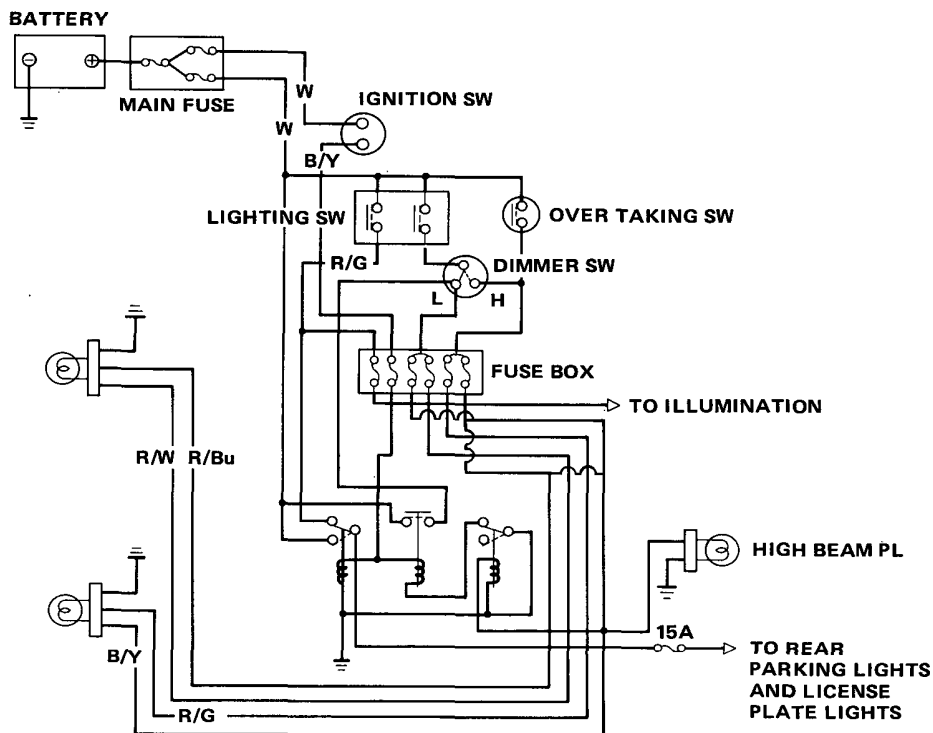 BATTERY
MAIN FUSE
W
W
IGNITION SW
B/Y
LIGHTING SW
OVER TAKING SW
R/G
DIMMER SW
L
H
FUSE BOX
TO ILLUMINATION
R/W
R/Bu
HIGH BEAM PL
15A
B/Y
TO REAR
PARKING LIGHTS
AND LICENSE
PLATE LIGHTS
R/G